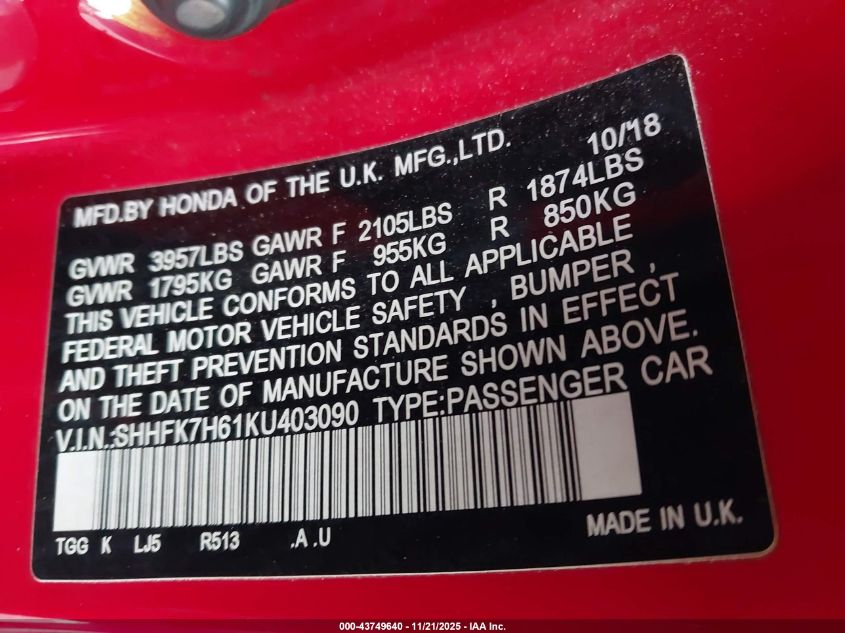 MFD.BY HONDA OF THE U.K. MFG.,LTD. 10/18
GVWR 3957LBS GAWR F 2105LBS R 1874LBS
GVWR 1795KG GAWR F 955KG R 850KG
THIS VEHICLE CONFORMS TO ALL APPLICABLE
FEDERAL MOTOR VEHICLE SAFETY , BUMPER ,
AND THEFT PREVENTION STANDARDS IN EFFECT
ON THE DATE OF MANUFACTURE SHOWN ABOVE.
V.I.N.:SHHFK7H61KU403090 TYPE:PASSENGER CAR
TGG K LJ5 R513 .A .U MADE IN U.K.
000-43749640 - 11/21/2025 - IAA Inc.